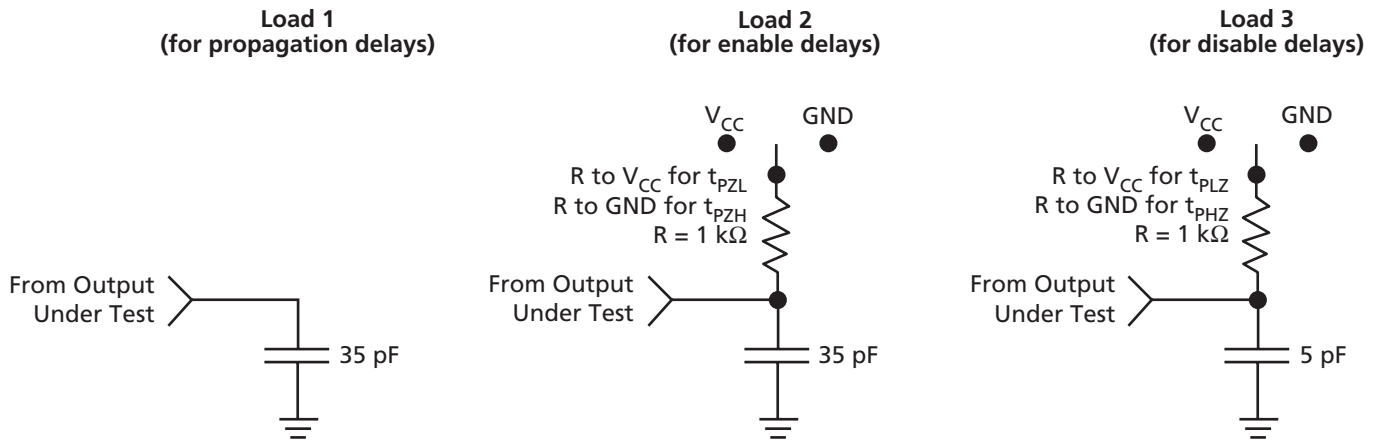 Load 1
(for propagation delays)
From Output
Under Test
35 pF
Load 2
(for enable delays)
VCC
GND
R to VCC for tPZL
R to GND for tPZH
R = 1 kΩ
From Output
Under Test
35 pF
Load 3
(for disable delays)
VCC
GND
R to VCC for tPLZ
R to GND for tPHZ
R = 1 kΩ
From Output
Under Test
5 pF